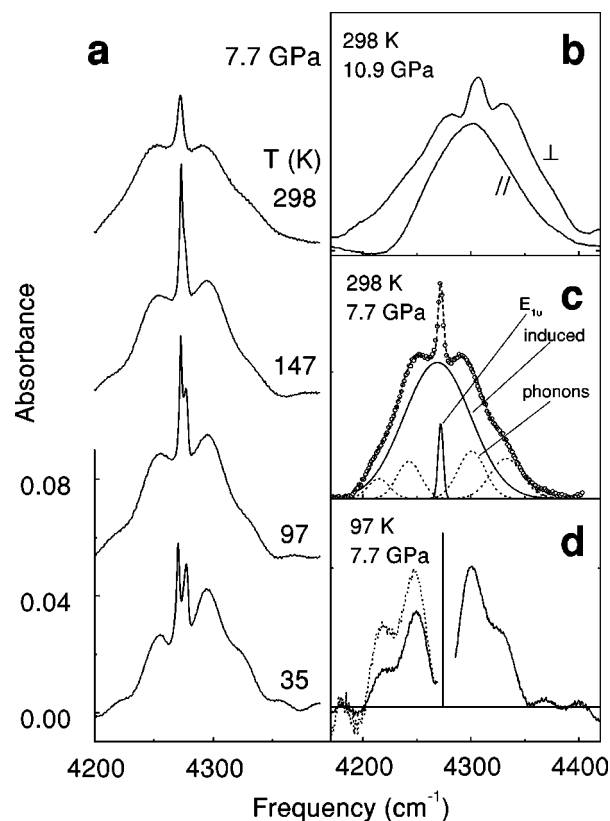 a
7.7 GPa
T (K)
298
147
97
35
Absorbance
0.08
0.04
0.00
4200
4300
b
298 K
10.9 GPa
⊥
//
c
298 K
7.7 GPa
E1u
induced
phonons
d
97 K
7.7 GPa
4200
4300
4400
Frequency (cm-1)